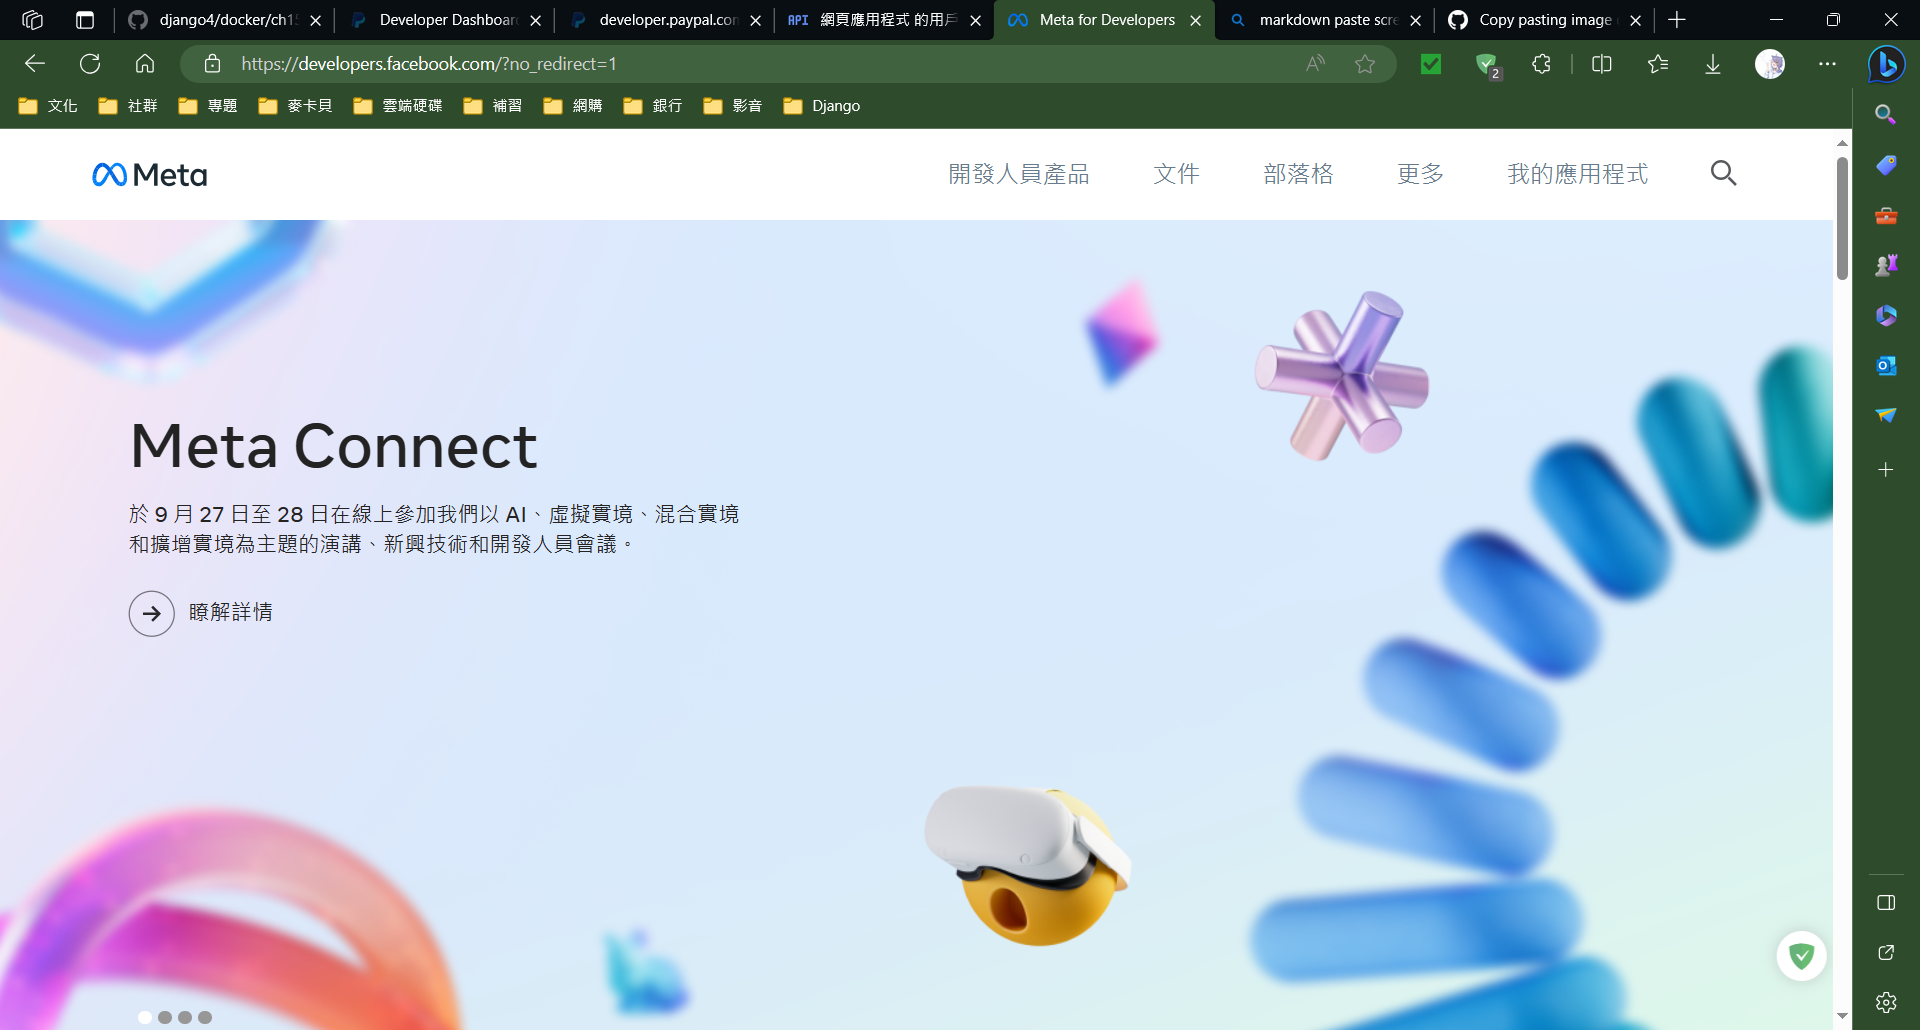 django4/docker/ch15
Developer Dashboard
developer.paypal.com
API 網頁應用程式 的用戶
Meta for Developers
markdown paste scre
Copy pasting image
https://developers.facebook.com/?no_redirect=1
2
文化
社群
專題
麥卡貝
雲端硬碟
補習
網購
銀行
影音
Django
Meta
開發人員產品
文件
部落格
更多
我的應用程式
Meta Connect
於 9 月 27 日至 28 日在線上參加我們以 AI、虛擬實境、混合實境
和擴增實境為主題的演講、新興技術和開發人員會議。
瞭解詳情